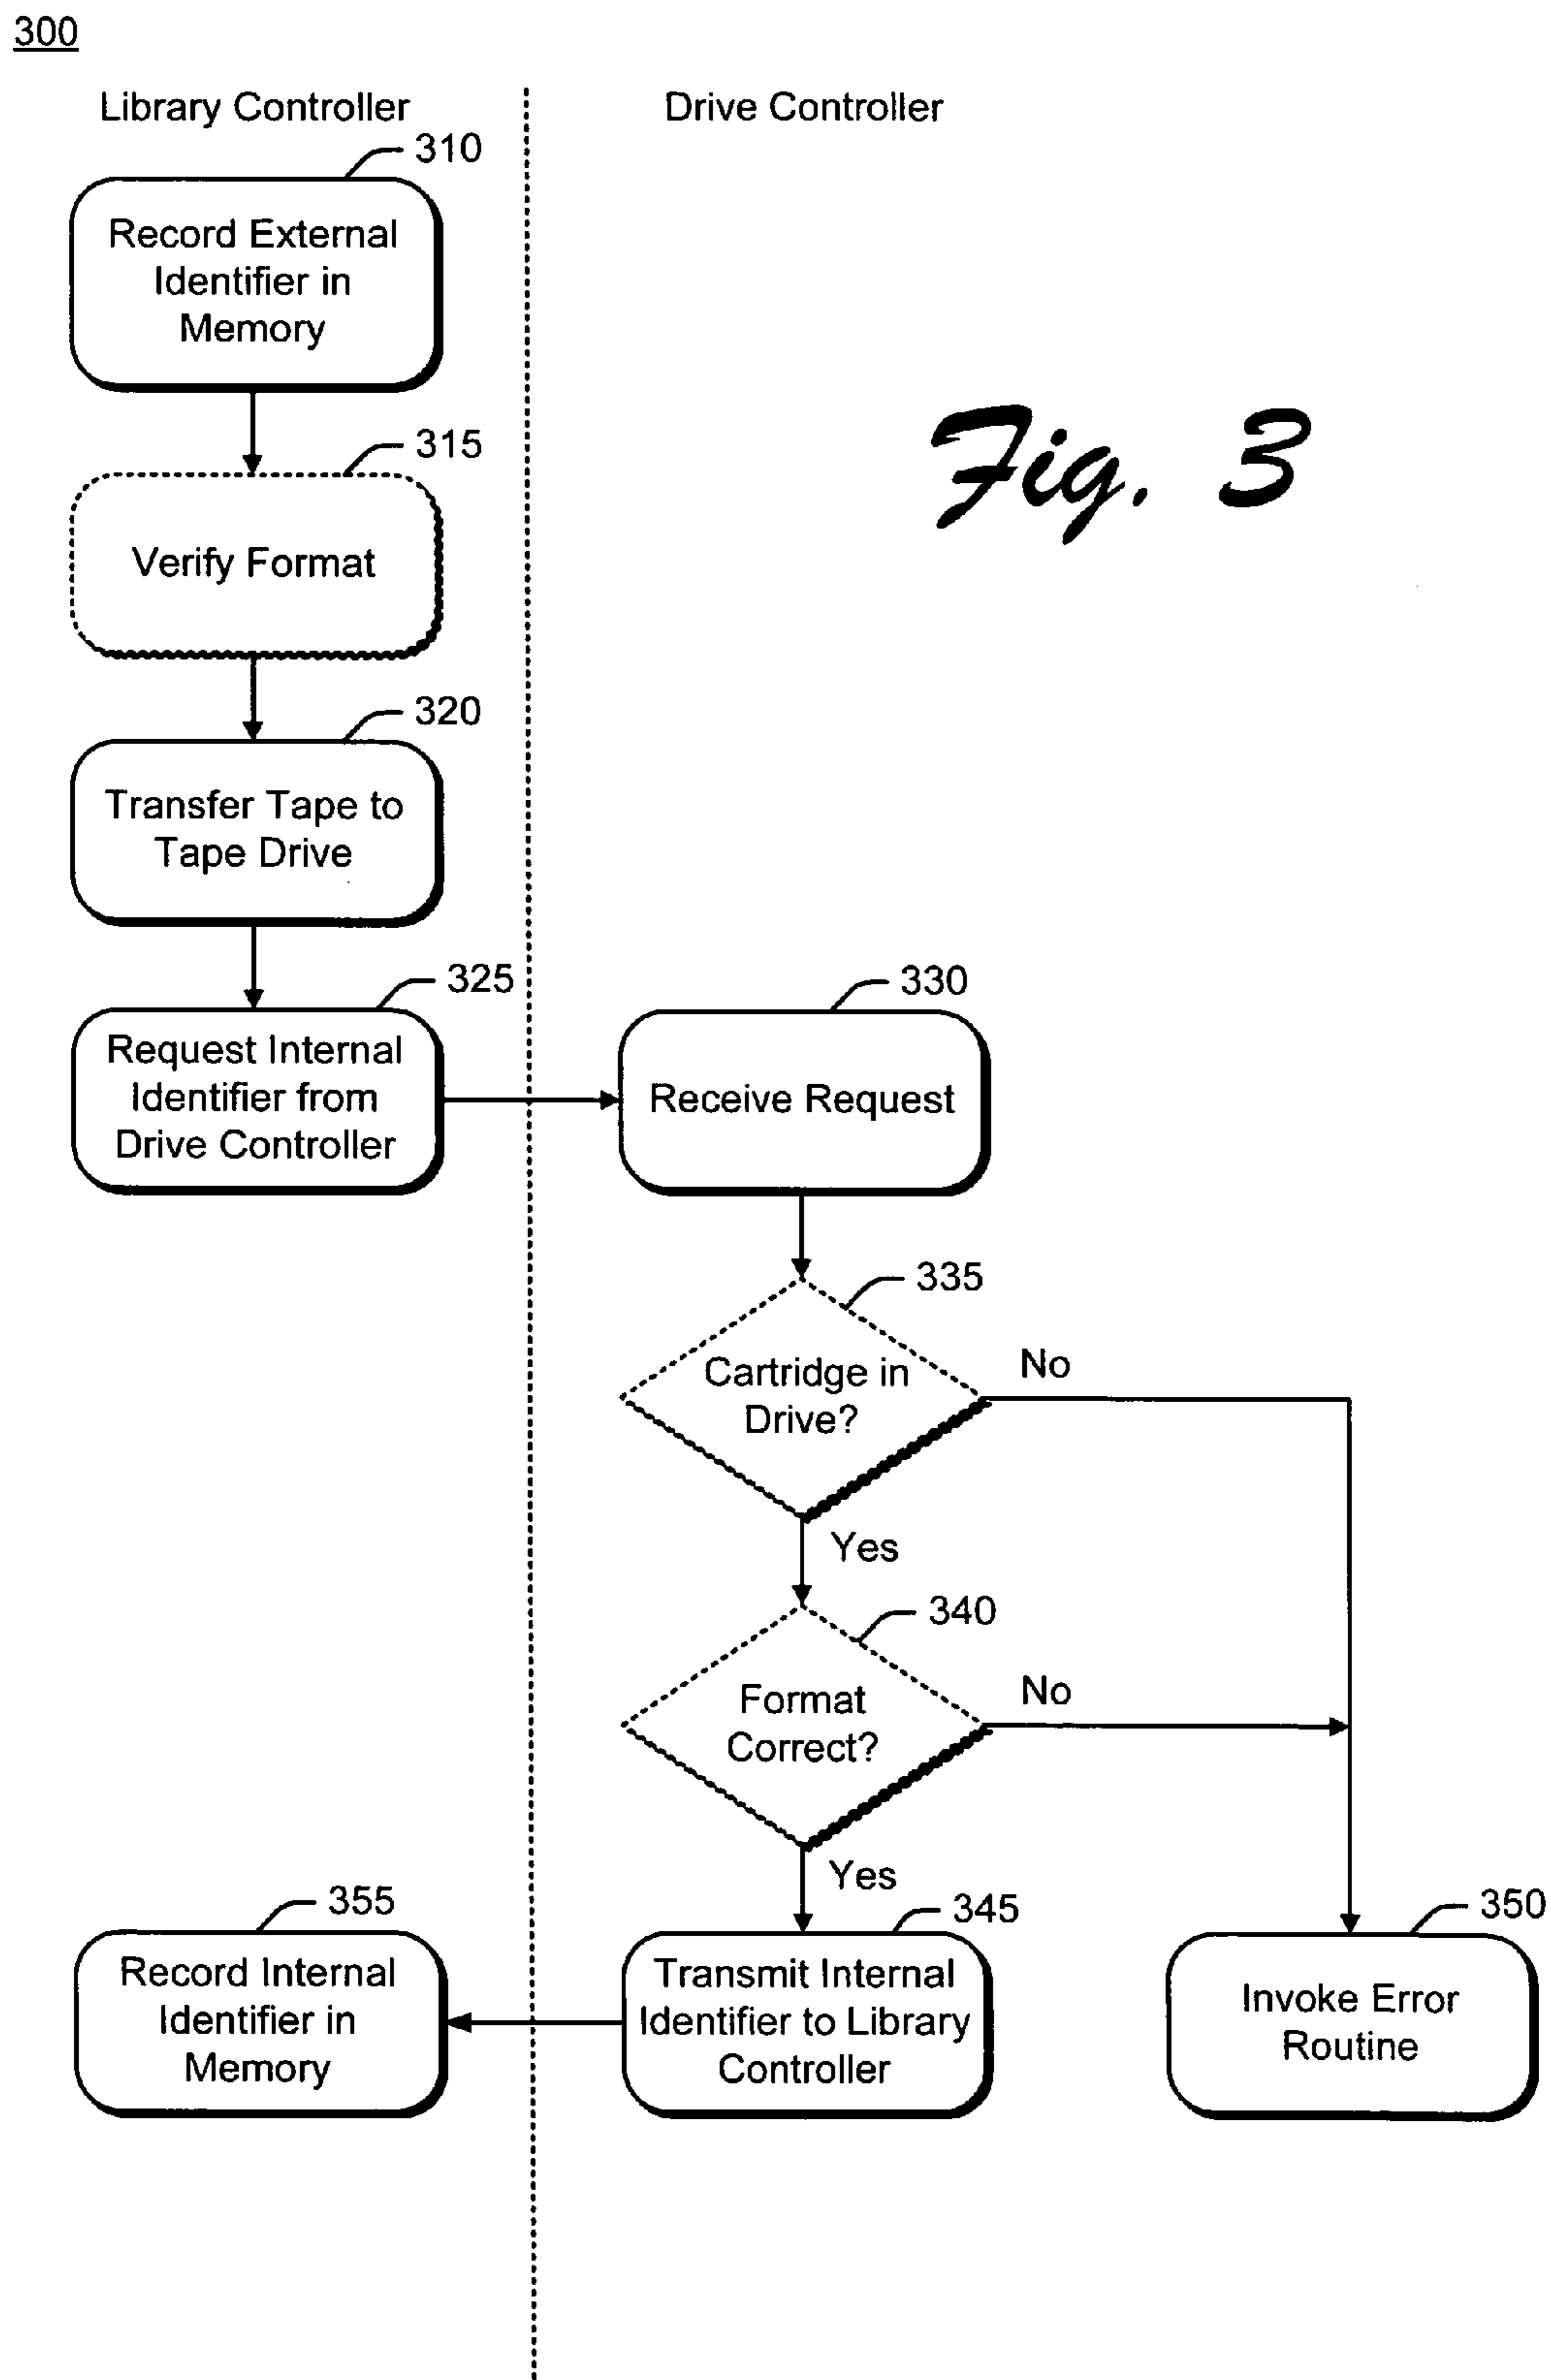 300
Library Controller
Drive Controller
310
Record External
Identifier in
Memory
Fig. 3
315
Verify Format
320
Transfer Tape to
Tape Drive
325
Request Internal
Identifier from
Drive Controller
330
Receive Request
335
Cartridge in
Drive?
No
Yes
340
Format
Correct?
No
Yes
355
Record Internal
Identifier in
Memory
345
Transmit Internal
Identifier to Library
Controller
350
Invoke Error
Routine